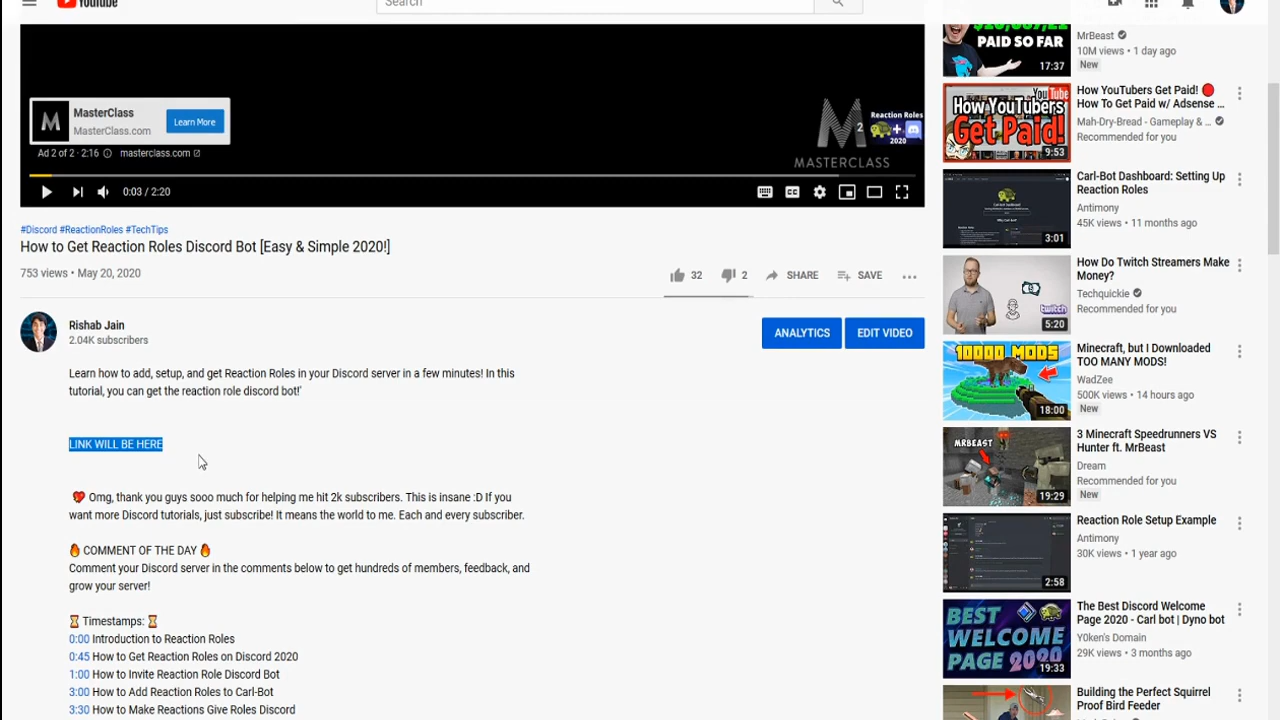 YouTube
Search
MasterClass
MasterClass.com
Learn More
Ad 2 of 2 · 2:16
masterclass.com
MASTERCLASS
2
Reaction Roles
2020
0:03 / 2:20
#Discord #ReactionRoles #TechTips
How to Get Reaction Roles Discord Bot [Easy & Simple 2020!]
753 views • May 20, 2020
32
2
SHARE
SAVE
Rishab Jain
2.04K subscribers
ANALYTICS
EDIT VIDEO
Learn how to add, setup, and get Reaction Roles in your Discord server in a few minutes! In this
tutorial, you can get the reaction role discord bot!'
LINK WILL BE HERE
Omg, thank you guys sooo much for helping me hit 2k subscribers. This is insane :D If you
want more Discord tutorials, just subscribe! It means the world to me. Each and every subscriber.
🔥 COMMENT OF THE DAY 🔥
Comment your Discord server in the comments below to get hundreds of members, feedback, and
grow your server!
⌛ Timestamps: ⌛
0:00 Introduction to Reaction Roles
0:45 How to Get Reaction Roles on Discord 2020
1:00 How to Invite Reaction Role Discord Bot
3:00 How to Add Reaction Roles to Carl-Bot
3:30 How to Make Reactions Give Roles Discord
PAID SO FAR
17:37
MrBeast
10M views • 1 day ago
New
You Tube
How YouTubers
Get Paid!
9:53
How YouTubers Get Paid! 🔴
How To Get Paid w/ Adsense ...
Mah-Dry-Bread - Gameplay & ...
Recommended for you
3:01
Carl-Bot Dashboard: Setting Up
Reaction Roles
Antimony
45K views • 11 months ago
twitch
5:20
How Do Twitch Streamers Make
Money?
Techquickie
Recommended for you
10000 MODS
18:00
Minecraft, but I Downloaded
TOO MANY MODS!
WadZee
500K views • 14 hours ago
New
MRBEAST
19:29
3 Minecraft Speedrunners VS
Hunter ft. MrBeast
Dream
Recommended for you
New
2:58
Reaction Role Setup Example
Antimony
30K views • 1 year ago
BEST
WELCOME
PAGE 2020
19:33
The Best Discord Welcome
Page 2020 - Carl bot | Dyno bot
Y0ken's Domain
29K views • 3 months ago
Building the Perfect Squirrel
Proof Bird Feeder